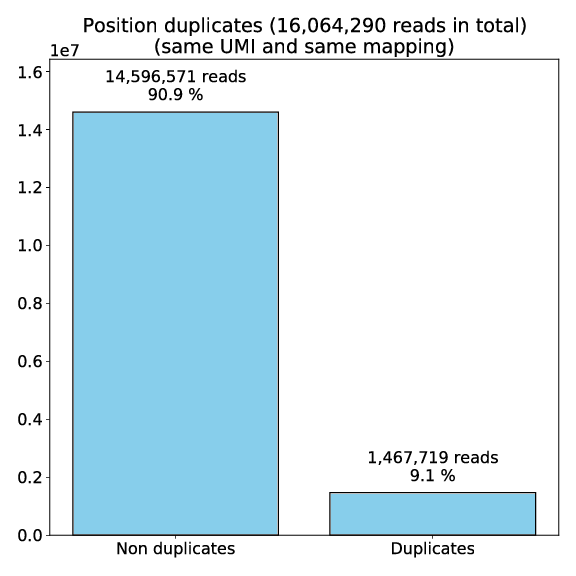 Position duplicates (16,064,290 reads in total)
(same UMI and same mapping)
1e7
1.6
1.4
1.2
1.0
0.8
0.6
0.4
0.2
0.0
14,596,571 reads
90.9 %
1,467,719 reads
9.1 %
Non duplicates
Duplicates